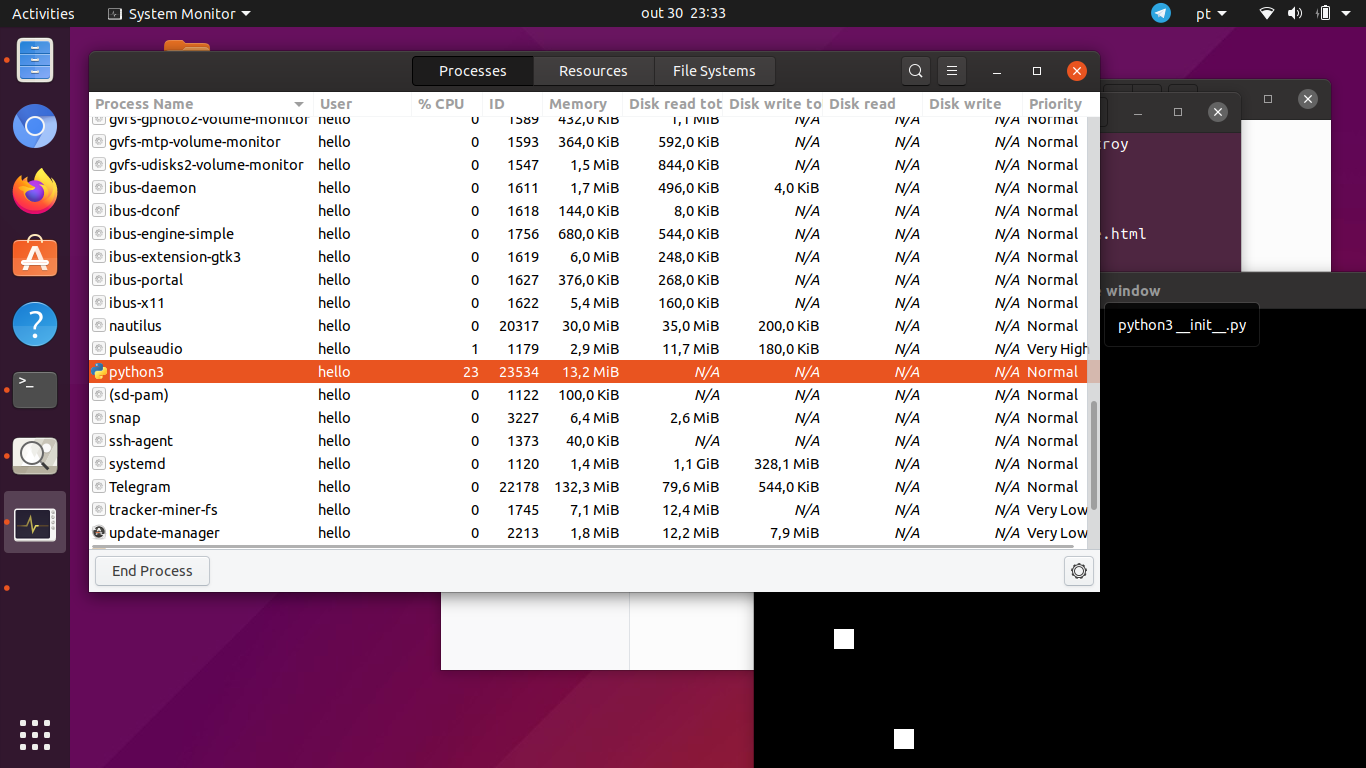 Activities System Monitor out 30 23:33 pt
Processes Resources File Systems
Process Name User % CPU ID Memory Disk read tot Disk write to Disk read Disk write Priority
gvfs-gphoto2-volume-monitor hello 0 1589 432,0 KiB 1,1 MiB N/A N/A N/A Normal
gvfs-mtp-volume-monitor hello 0 1593 364,0 KiB 592,0 KiB N/A N/A N/A Normal
gvfs-udisks2-volume-monitor hello 0 1547 1,5 MiB 844,0 KiB N/A N/A N/A Normal
ibus-daemon hello 0 1611 1,7 MiB 496,0 KiB 4,0 KiB N/A N/A Normal
ibus-dconf hello 0 1618 144,0 KiB 8,0 KiB N/A N/A N/A Normal
ibus-engine-simple hello 0 1756 680,0 KiB 544,0 KiB N/A N/A N/A Normal
ibus-extension-gtk3 hello 0 1619 6,0 MiB 248,0 KiB N/A N/A N/A Normal
ibus-portal hello 0 1627 376,0 KiB 268,0 KiB N/A N/A N/A Normal
ibus-x11 hello 0 1622 5,4 MiB 160,0 KiB N/A N/A N/A Normal
nautilus hello 0 20317 30,0 MiB 35,0 MiB 200,0 KiB N/A N/A Normal
pulseaudio hello 1 1179 2,9 MiB 11,7 MiB 180,0 KiB N/A N/A Very High
python3 hello 23 23534 13,2 MiB N/A N/A N/A N/A Normal
(sd-pam) hello 0 1122 100,0 KiB N/A N/A N/A N/A Normal
snap hello 0 3227 6,4 MiB 2,6 MiB N/A N/A N/A Normal
ssh-agent hello 0 1373 40,0 KiB N/A N/A N/A N/A Normal
systemd hello 0 1120 1,4 MiB 1,1 GiB 328,1 MiB N/A N/A Normal
Telegram hello 0 22178 132,3 MiB 79,6 MiB 544,0 KiB N/A N/A Normal
tracker-miner-fs hello 0 1745 7,1 MiB 12,4 MiB N/A N/A N/A Very Low
update-manager hello 0 2213 1,8 MiB 12,2 MiB 7,9 MiB N/A N/A Very Low
End Process
roy
.html
window
python3 __init__.py